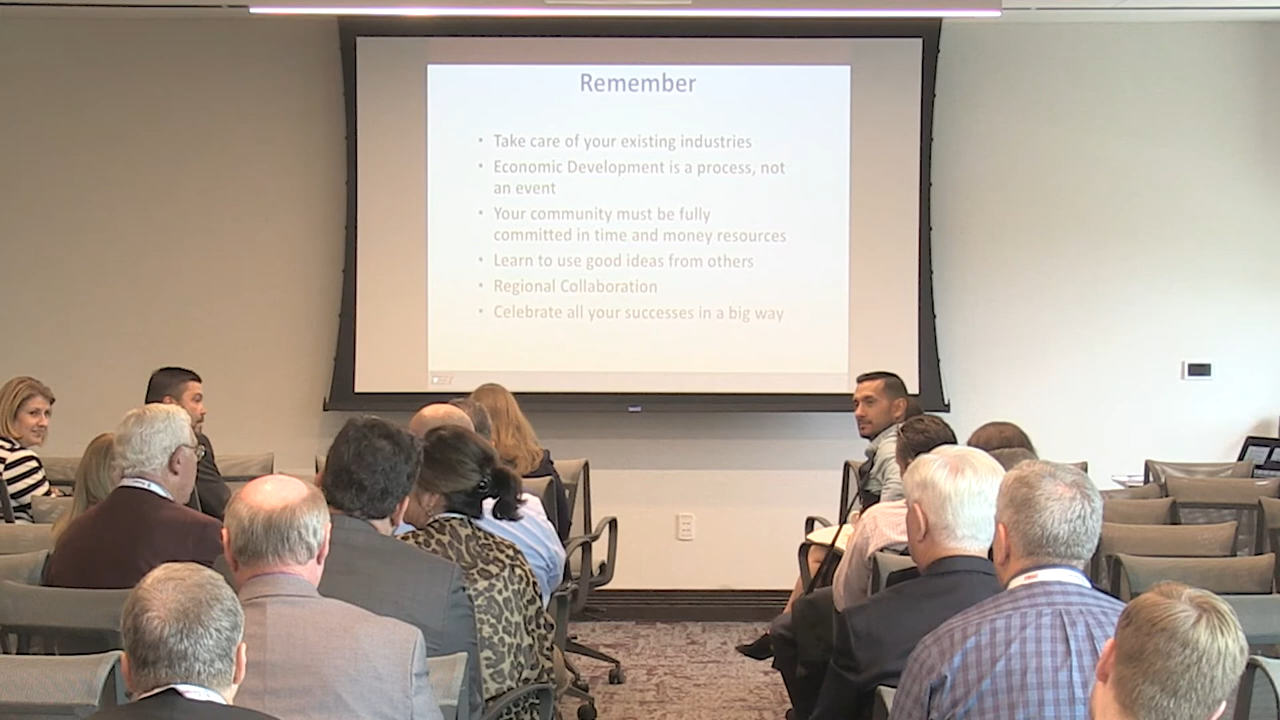 Remember
• Take care of your existing industries
• Economic Development is a process, not
an event
• Your community must be fully
committed in time and money resources
• Learn to use good ideas from others
• Regional Collaboration
• Celebrate all your successes in a big way